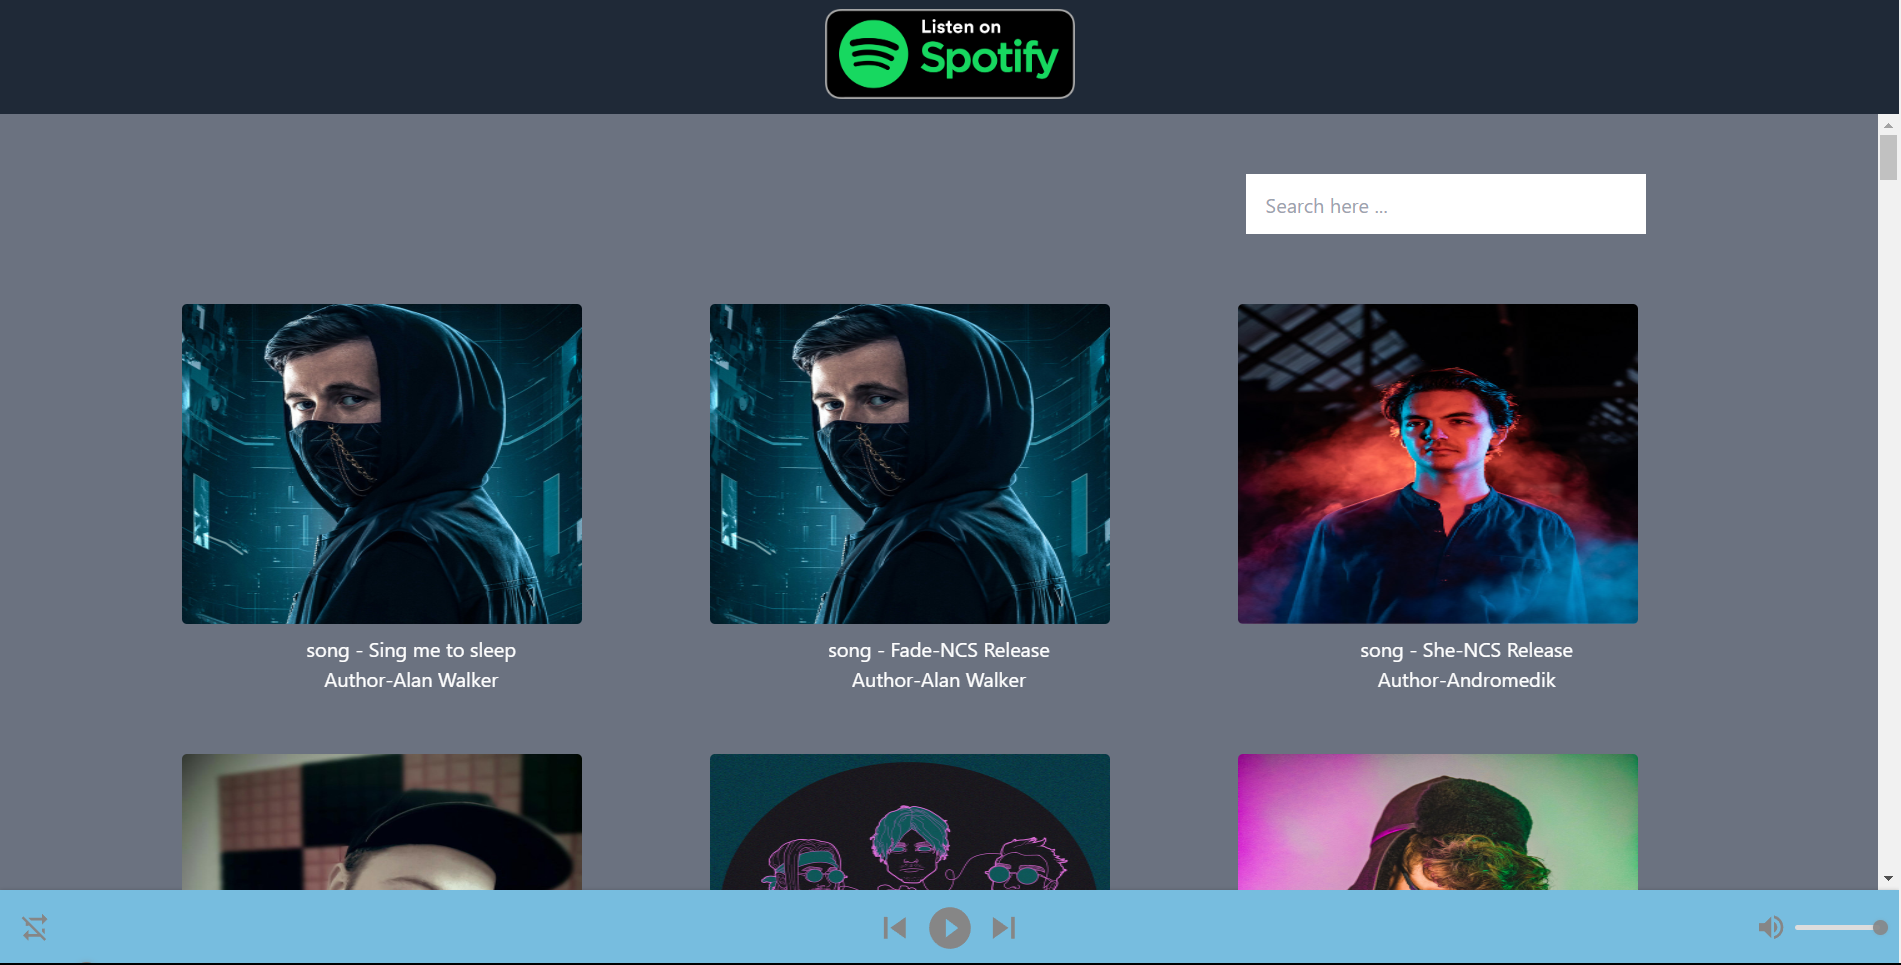 Listen on
Spotify
Search here ...
song - Sing me to sleep
Author-Alan Walker
song - Fade-NCS Release
Author-Alan Walker
song - She-NCS Release
Author-Andromedik